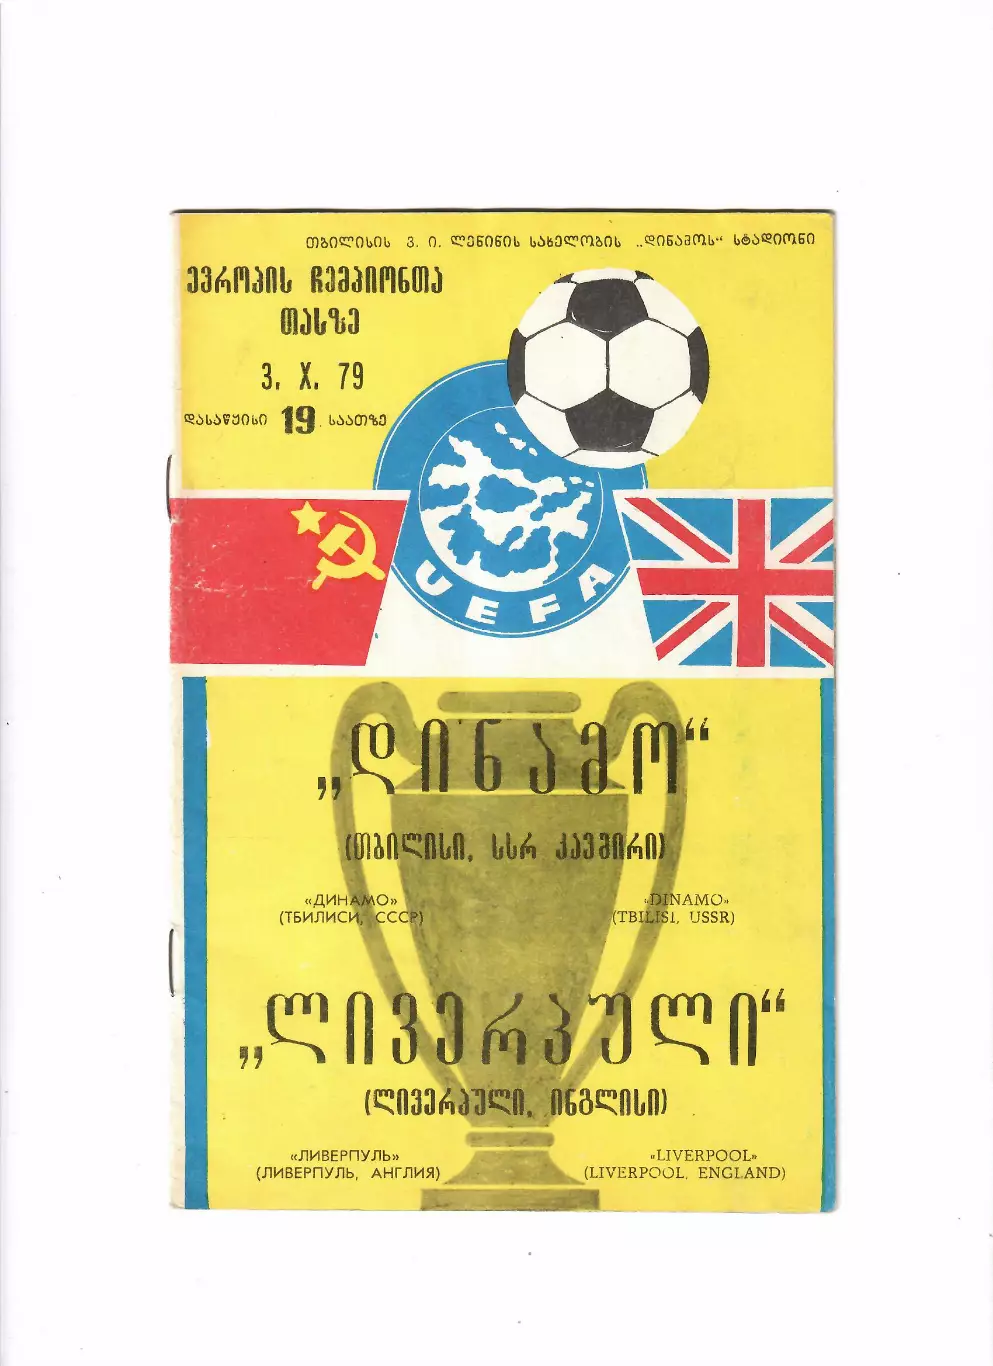 თბილისის ვ. ი. ლენინის სახელობის „დინამოს“ სტადიონი
ევროპის ჩემპიონთა
თასზე
3. X. 79
დასაწყისი 19 საათზე
UEFA
„დინამო“
(თბილისი, სსრ კავშირი)
«ДИНАМО»
(ТБИЛИСИ, СССР)
«DINAMO»
(TBILISI, USSR)
„ლივერპული“
(ლივერპული, ინგლისი)
«ЛИВЕРПУЛЬ»
(ЛИВЕРПУЛЬ, АНГЛИЯ)
«LIVERPOOL»
(LIVERPOOL, ENGLAND)